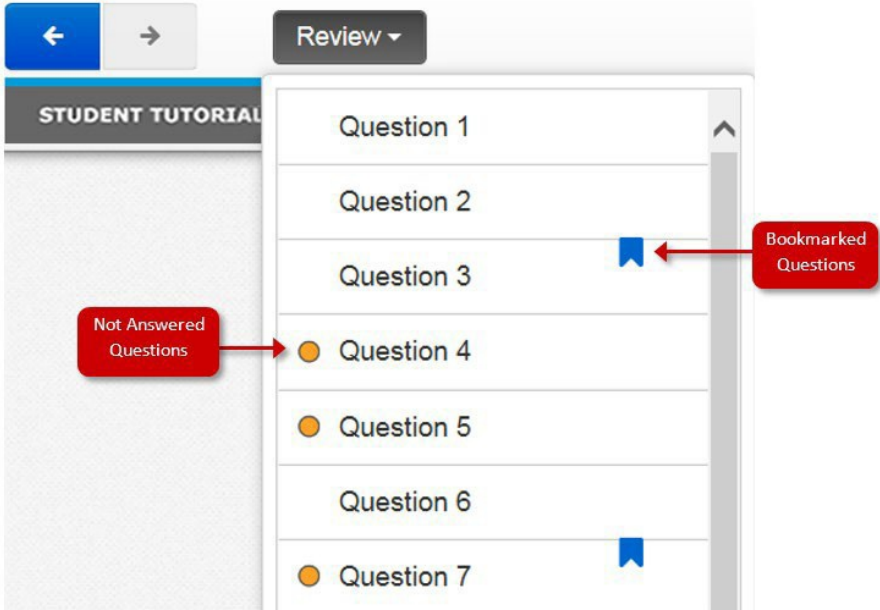 Review
STUDENT TUTORIAL
Question 1
Question 2
Question 3
Question 4
Question 5
Question 6
Question 7
Bookmarked
Questions
Not Answered
Questions